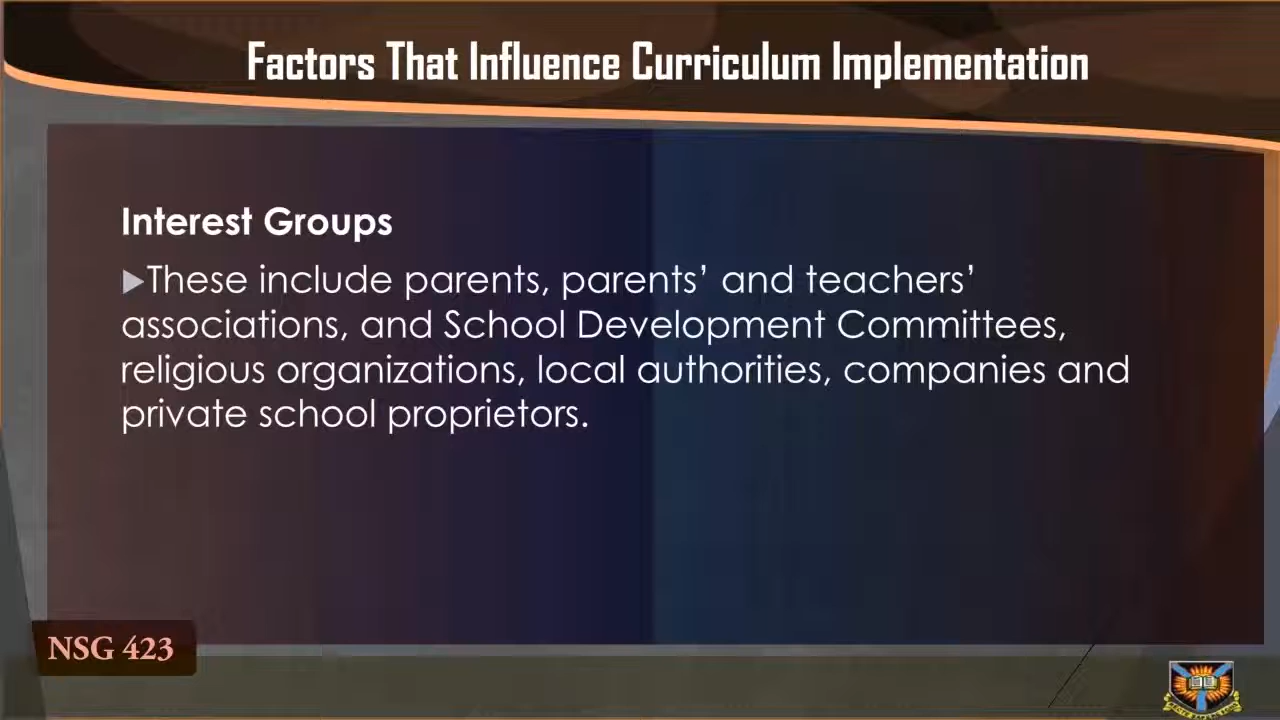 Factors That Influence Curriculum Implementation
Interest Groups
▶These include parents, parents’ and teachers’
associations, and School Development Committees,
religious organizations, local authorities, companies and
private school proprietors.
NSG 423